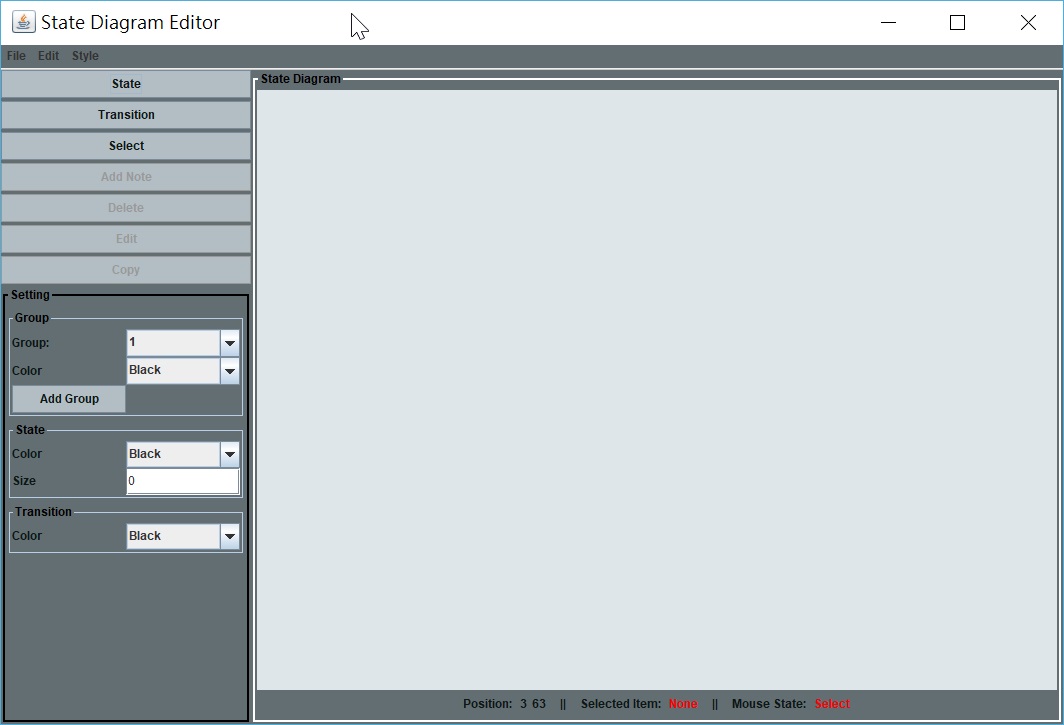 State Diagram Editor
File Edit Style
State
Transition
Select
Add Note
Delete
Edit
Copy
Setting
Group
Group: 1
Color Black
Add Group
State
Color Black
Size 0
Transition
Color Black
State Diagram
Position: 3 63 || Selected Item: None || Mouse State: Select